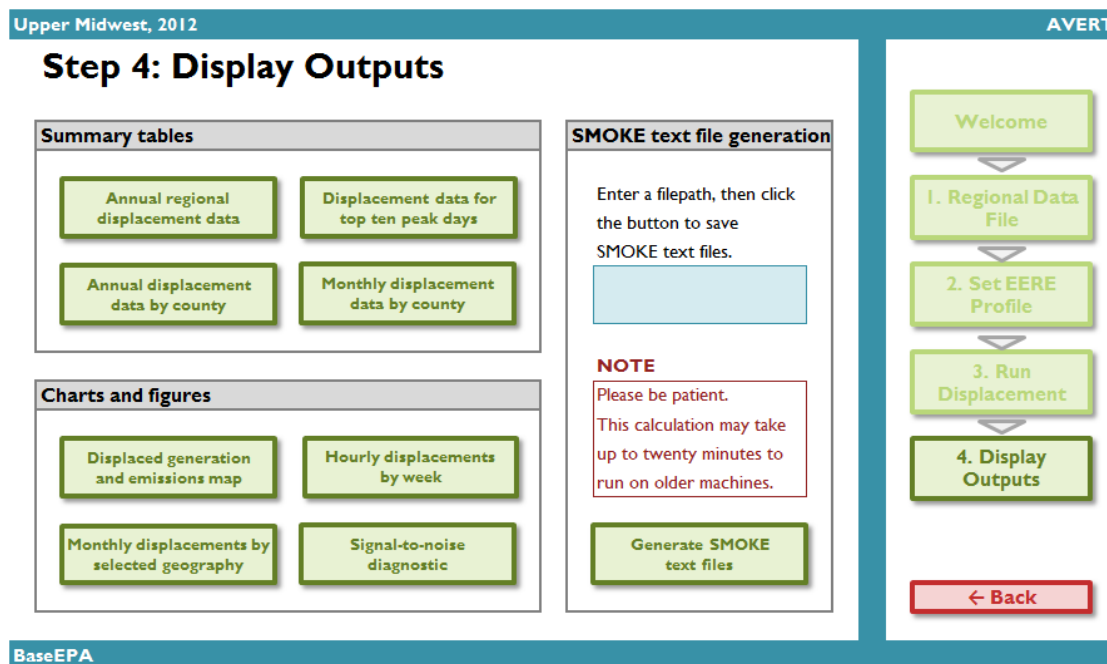 Upper Midwest, 2012
AVERT
Step 4: Display Outputs
Summary tables
Annual regional
displacement data
Displacement data for
top ten peak days
Annual displacement
data by county
Monthly displacement
data by county
Charts and figures
Displaced generation
and emissions map
Hourly displacements
by week
Monthly displacements by
selected geography
Signal-to-noise
diagnostic
SMOKE text file generation
Enter a filepath, then click
the button to save
SMOKE text files.
NOTE
Please be patient.
This calculation may take
up to twenty minutes to
run on older machines.
Generate SMOKE
text files
Welcome
1. Regional Data
File
2. Set EERE
Profile
3. Run
Displacement
4. Display
Outputs
← Back
BaseEPA